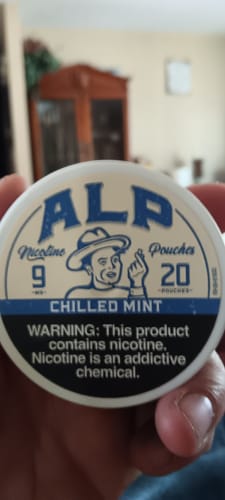 ALP
Nicotine Pouches
9 20
-MG- -POUCHES-
CHILLED MINT
WARNING: This product
contains nicotine.
Nicotine is an addictive
chemical.